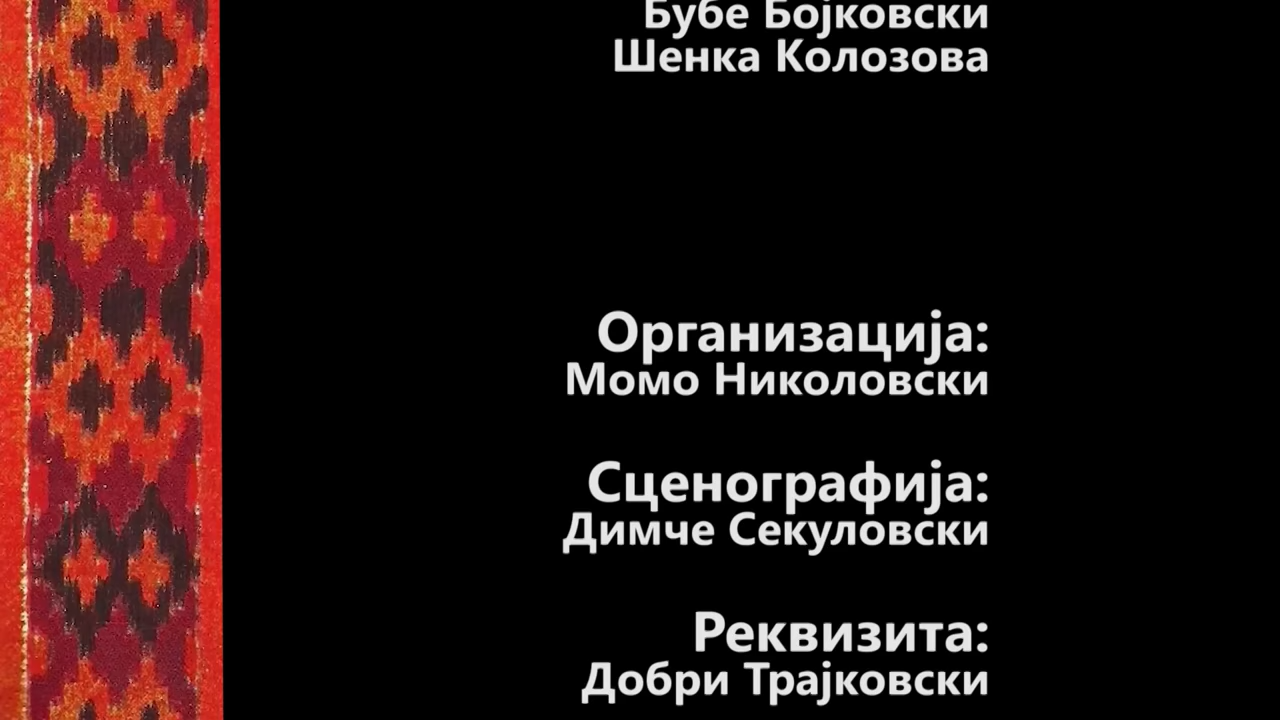 Бубе Бојковски
Шенка Колозова
Организација:
Момо Николовски
Сценографија:
Димче Секуловски
Реквизита:
Добри Трајковски